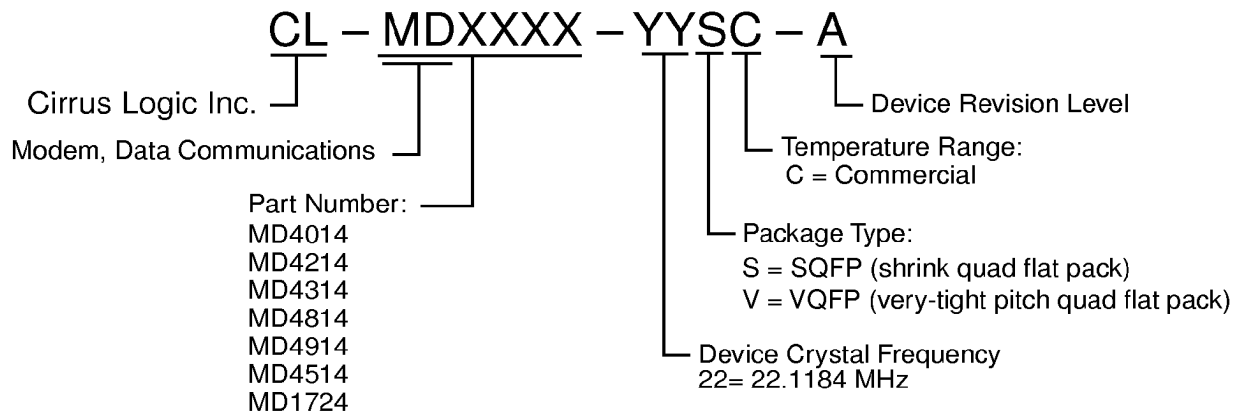 CL – MDXXXX – YYSC – A
Cirrus Logic Inc.
Device Revision Level
Modem, Data Communications
Temperature Range:
C = Commercial
Part Number:
MD4014
MD4214
MD4314
MD4814
MD4914
MD4514
MD1724
Package Type:
S = SQFP (shrink quad flat pack)
V = VQFP (very-tight pitch quad flat pack)
Device Crystal Frequency
22= 22.1184 MHz